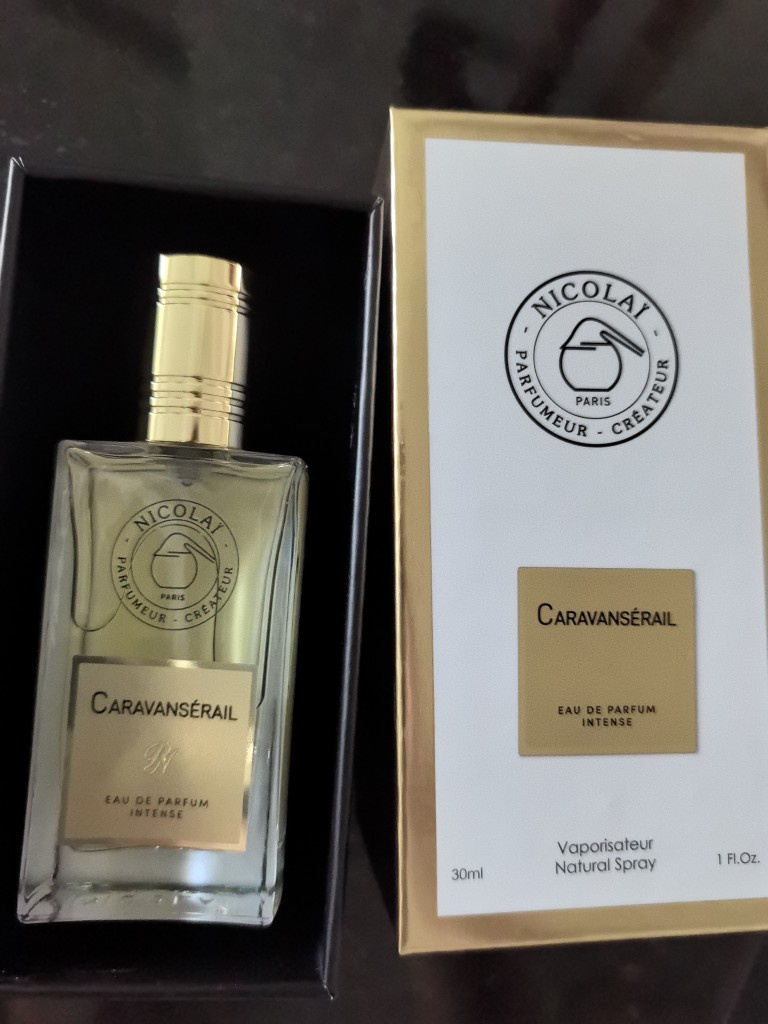 NICOLAÏ
PARIS
PARFUMEUR - CRÉATEUR
CARAVANSÉRAIL
EAU DE PARFUM
INTENSE
NICOLAÏ
PARIS
PARFUMEUR - CRÉATEUR
CARAVANSÉRAIL
EAU DE PARFUM
INTENSE
30ml
Vaporisateur
Natural Spray
1 Fl.Oz.